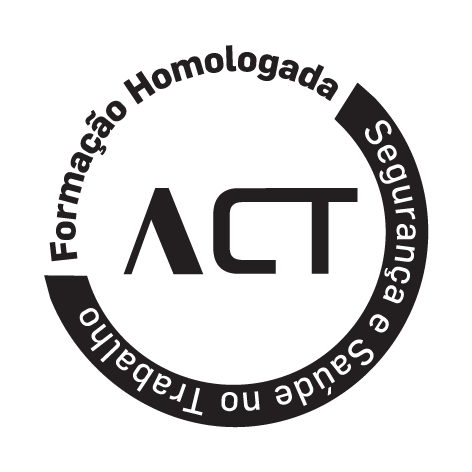 Formação Homologada
Segurança e Saúde no Trabalho
ACT